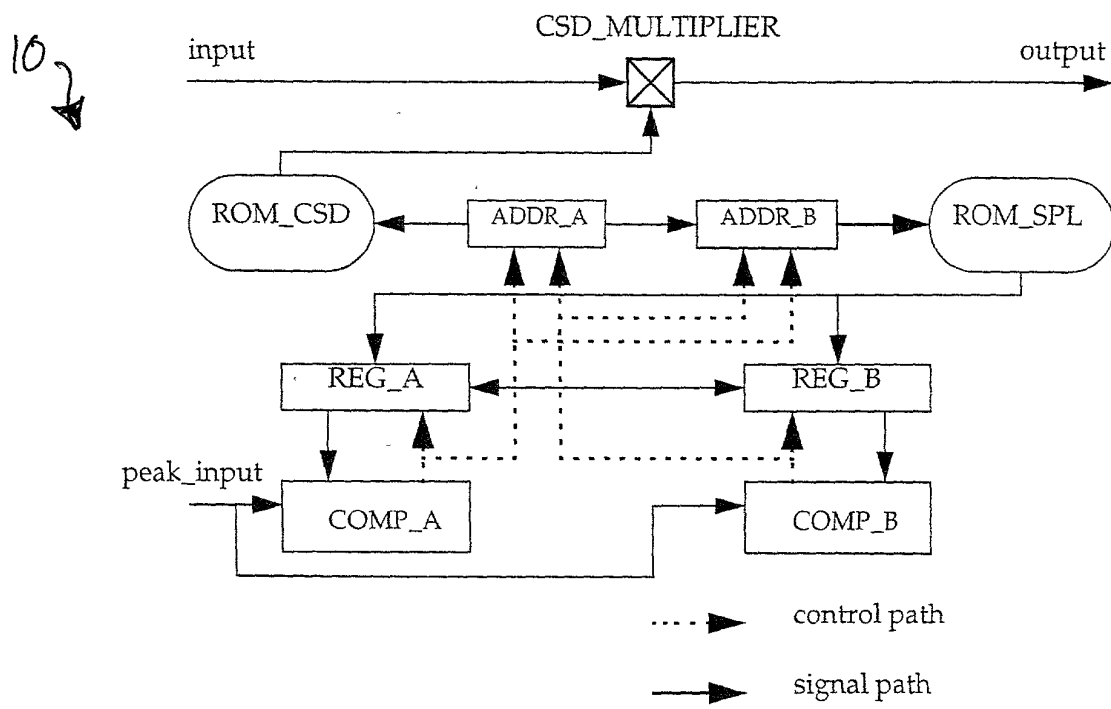 10
CSD_MULTIPLIER
input
output
ROM_CSD
ADDR_A
ADDR_B
ROM_SPL
REG_A
REG_B
peak_input
COMP_A
COMP_B
control path
signal path